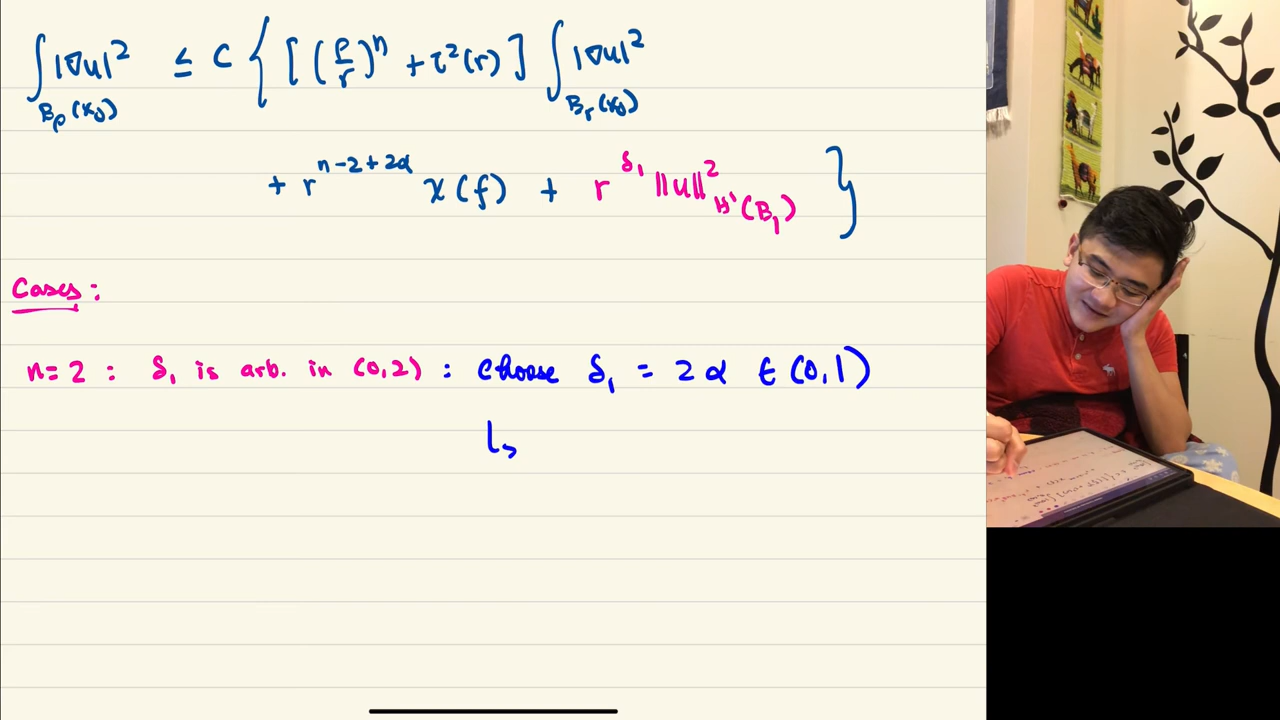 ∫_{B_ρ(x_0)} |∇u|² ≤ C { [ (ρ/r)^n + τ²(r) ] ∫_{B_r(x_0)} |∇u|²
+ r^{n-2+2α} χ(f) + r^{δ_1} ‖u‖²_{H¹(B_1)} }
Cases:
n=2 : δ_1 is arb. in (0,2) : choose δ_1 = 2α ∈ (0,1)
↳